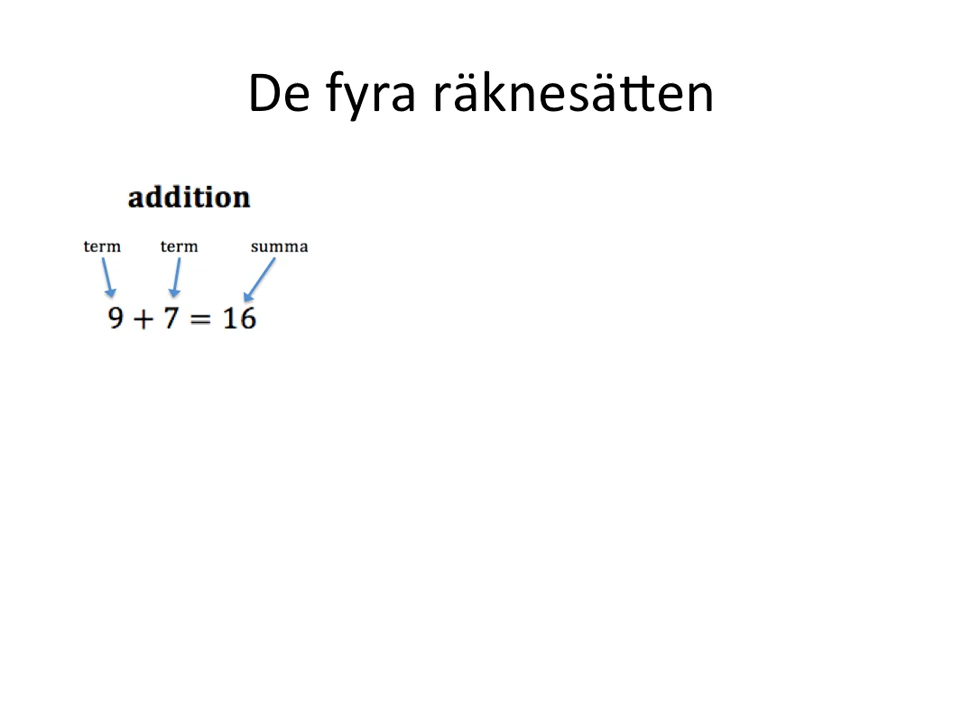 De fyra räknesätten
addition
term term summa
9 + 7 = 16